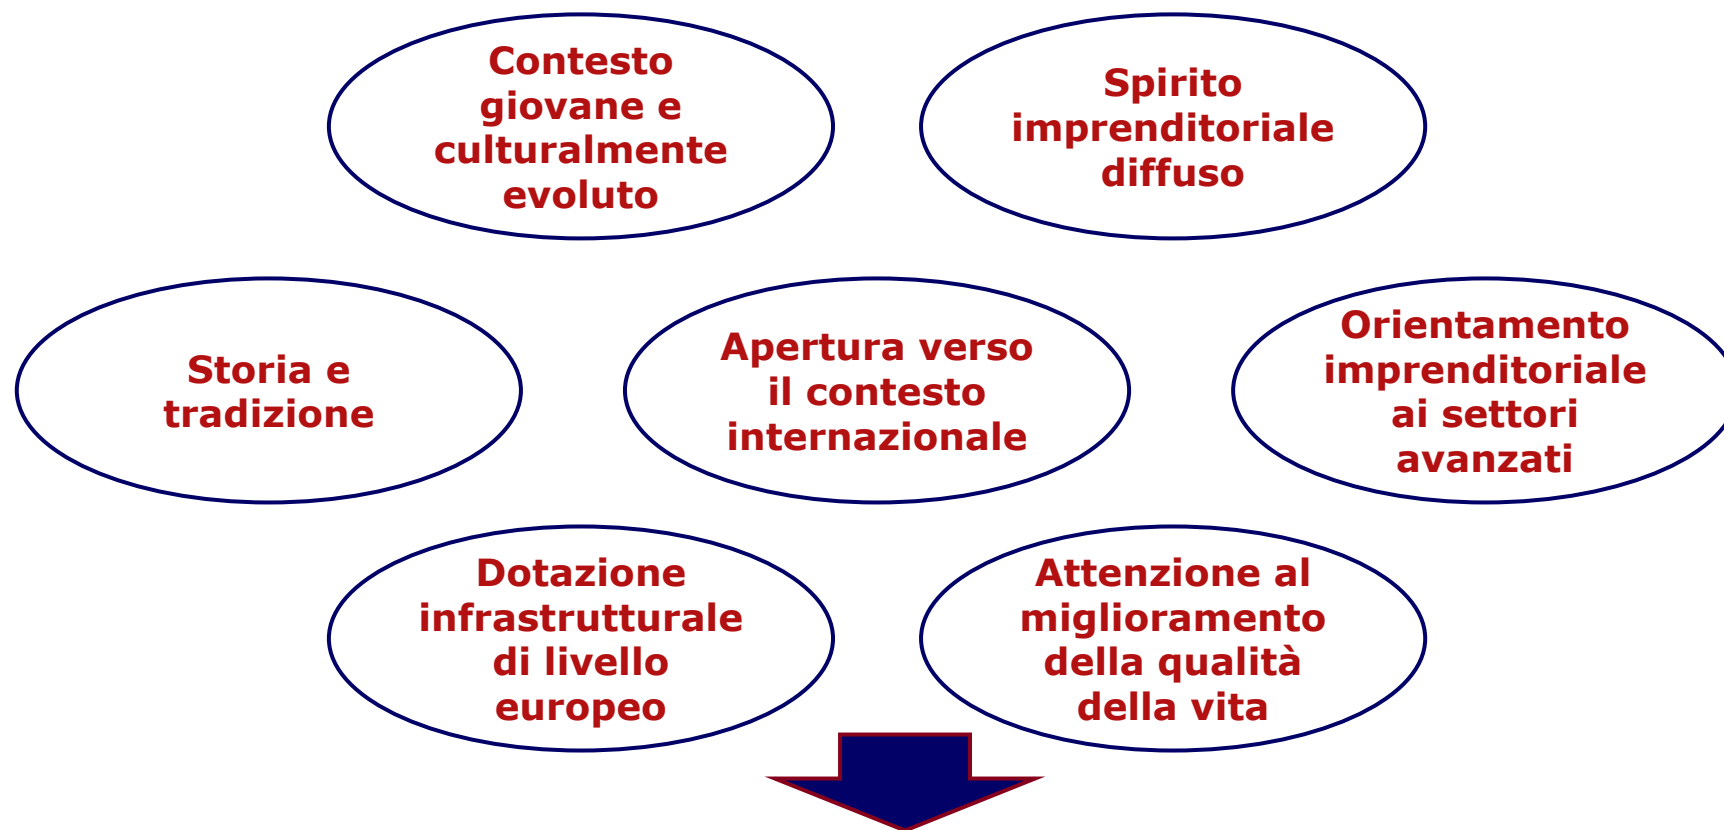 Contesto
giovane e
culturalmente
evoluto
Spirito
imprenditoriale
diffuso
Storia e
tradizione
Apertura verso
il contesto
internazionale
Orientamento
imprenditoriale
ai settori
avanzati
Dotazione
infrastrutturale
di livello
europeo
Attenzione al
miglioramento
della qualità
della vita